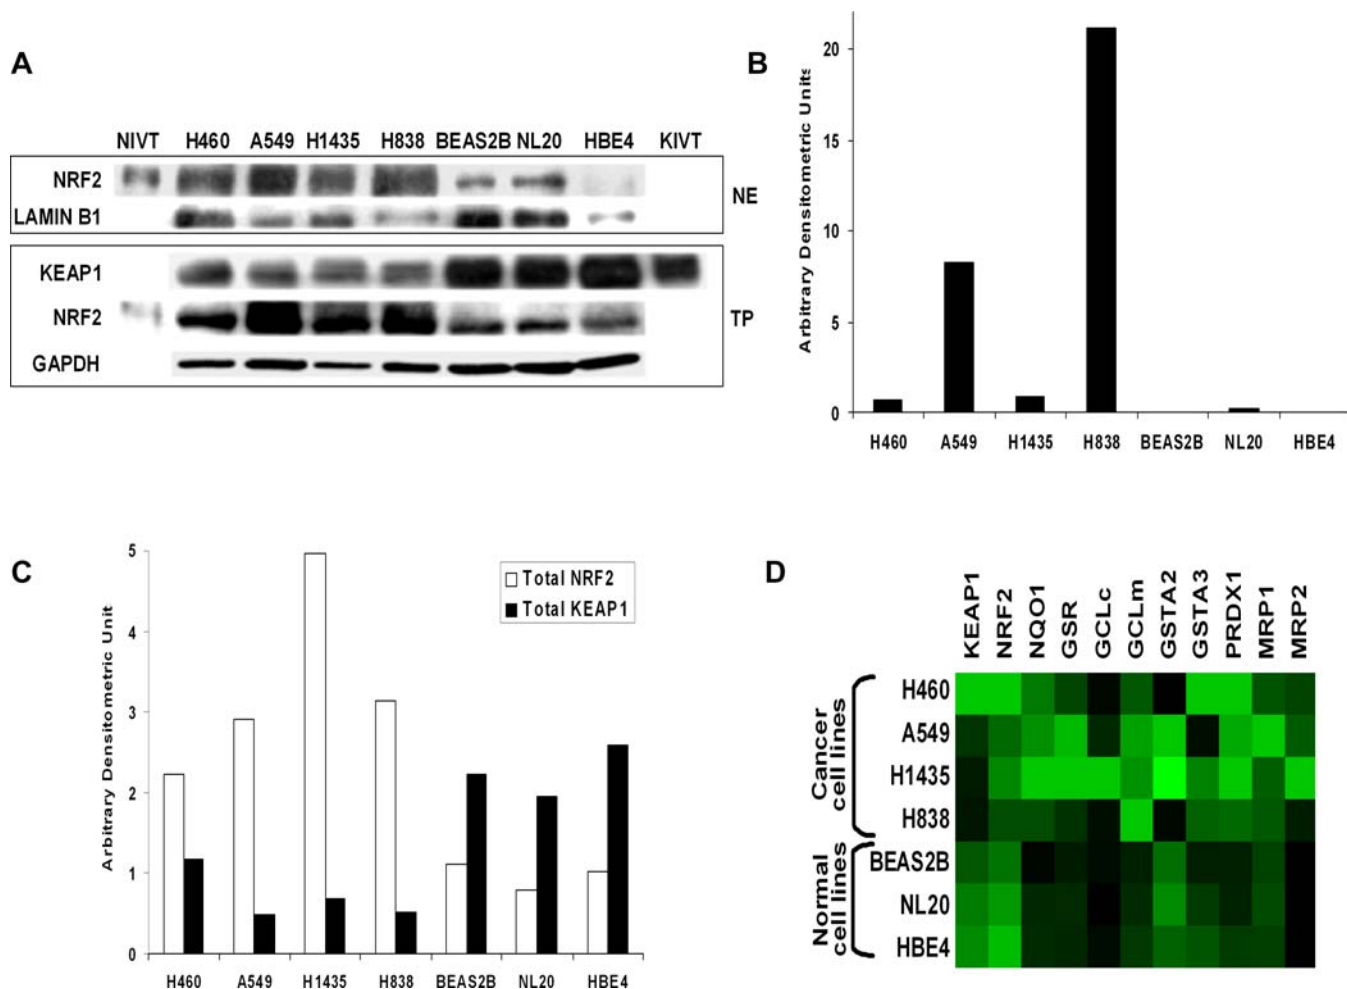 A
NIVT H460 A549 H1435 H838 BEAS2B NL20 HBE4 KIVT
NRF2
LAMIN B1
NE
KEAP1
NRF2
GAPDH
TP
B
Arbitrary Densitometric Units
20
15
10
5
0
H460 A549 H1435 H838 BEAS2B NL20 HBE4
C
Arbitrary Densitometric Unit
5
4
3
2
1
0
Total NRF2
Total KEAP1
H460 A549 H1435 H838 BEAS2B NL20 HBE4
D
KEAP1 NRF2 NQO1 GSR GCLc GCLm GSTA2 GSTA3 PRDX1 MRP1 MRP2
Cancer
cell lines
H460
A549
H1435
H838
Normal
cell lines
BEAS2B
NL20
HBE4